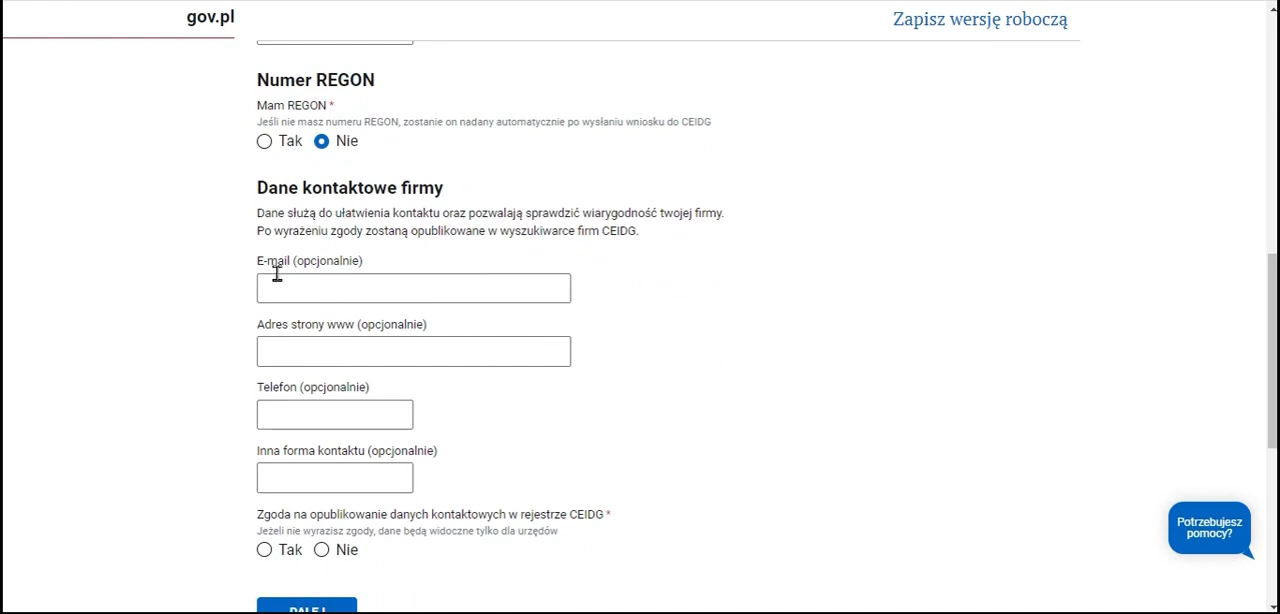 gov.pl
Zapisz wersję roboczą
Numer REGON
Mam REGON *
Jeśli nie masz numeru REGON, zostanie on nadany automatycznie po wysłaniu wniosku do CEIDG
Tak Nie
Dane kontaktowe firmy
Dane służą do ułatwienia kontaktu oraz pozwalają sprawdzić wiarygodność twojej firmy.
Po wyrażeniu zgody zostaną opublikowane w wyszukiwarce firm CEIDG.
E-mail (opcjonalnie)
Adres strony www (opcjonalnie)
Telefon (opcjonalnie)
Inna forma kontaktu (opcjonalnie)
Zgoda na opublikowanie danych kontaktowych w rejestrze CEIDG *
Jeżeli nie wyrazisz zgody, dane będą widoczne tylko dla urzędów
Tak Nie
Potrzebujesz
pomocy?
DALEJ